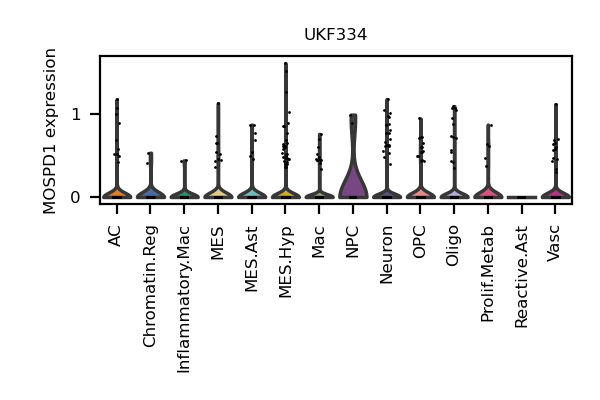 UKF334
MOSPD1 expression
1
0
AC
Chromatin.Reg
Inflammatory.Mac
MES
MES.Ast
MES.Hyp
Mac
NPC
Neuron
OPC
Oligo
Prolif.Metab
Reactive.Ast
Vasc